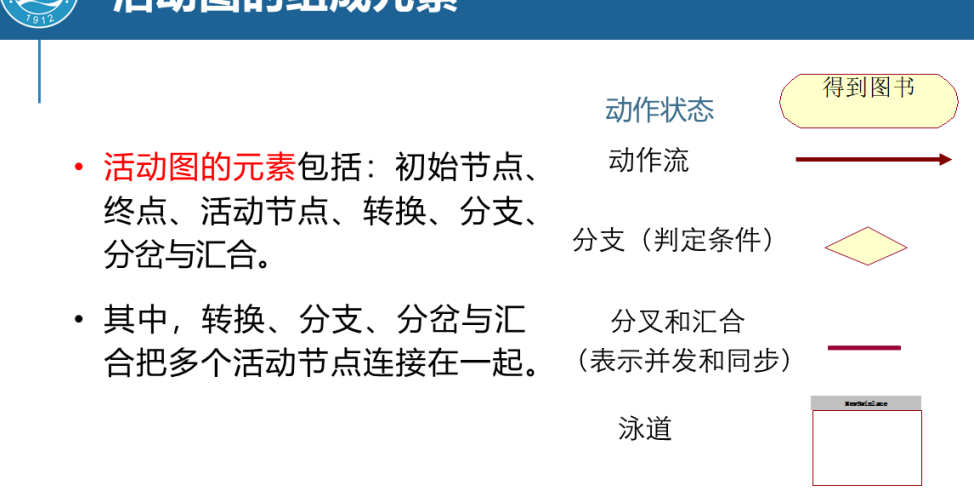 1912
活动图的组成元素
• 活动图的元素包括：初始节点、
终点、活动节点、转换、分支、
分岔与汇合。
• 其中，转换、分支、分岔与汇
合把多个活动节点连接在一起。
动作状态
得到图书
动作流
分支（判定条件）
分叉和汇合
（表示并发和同步）
泳道
NewSwimlane